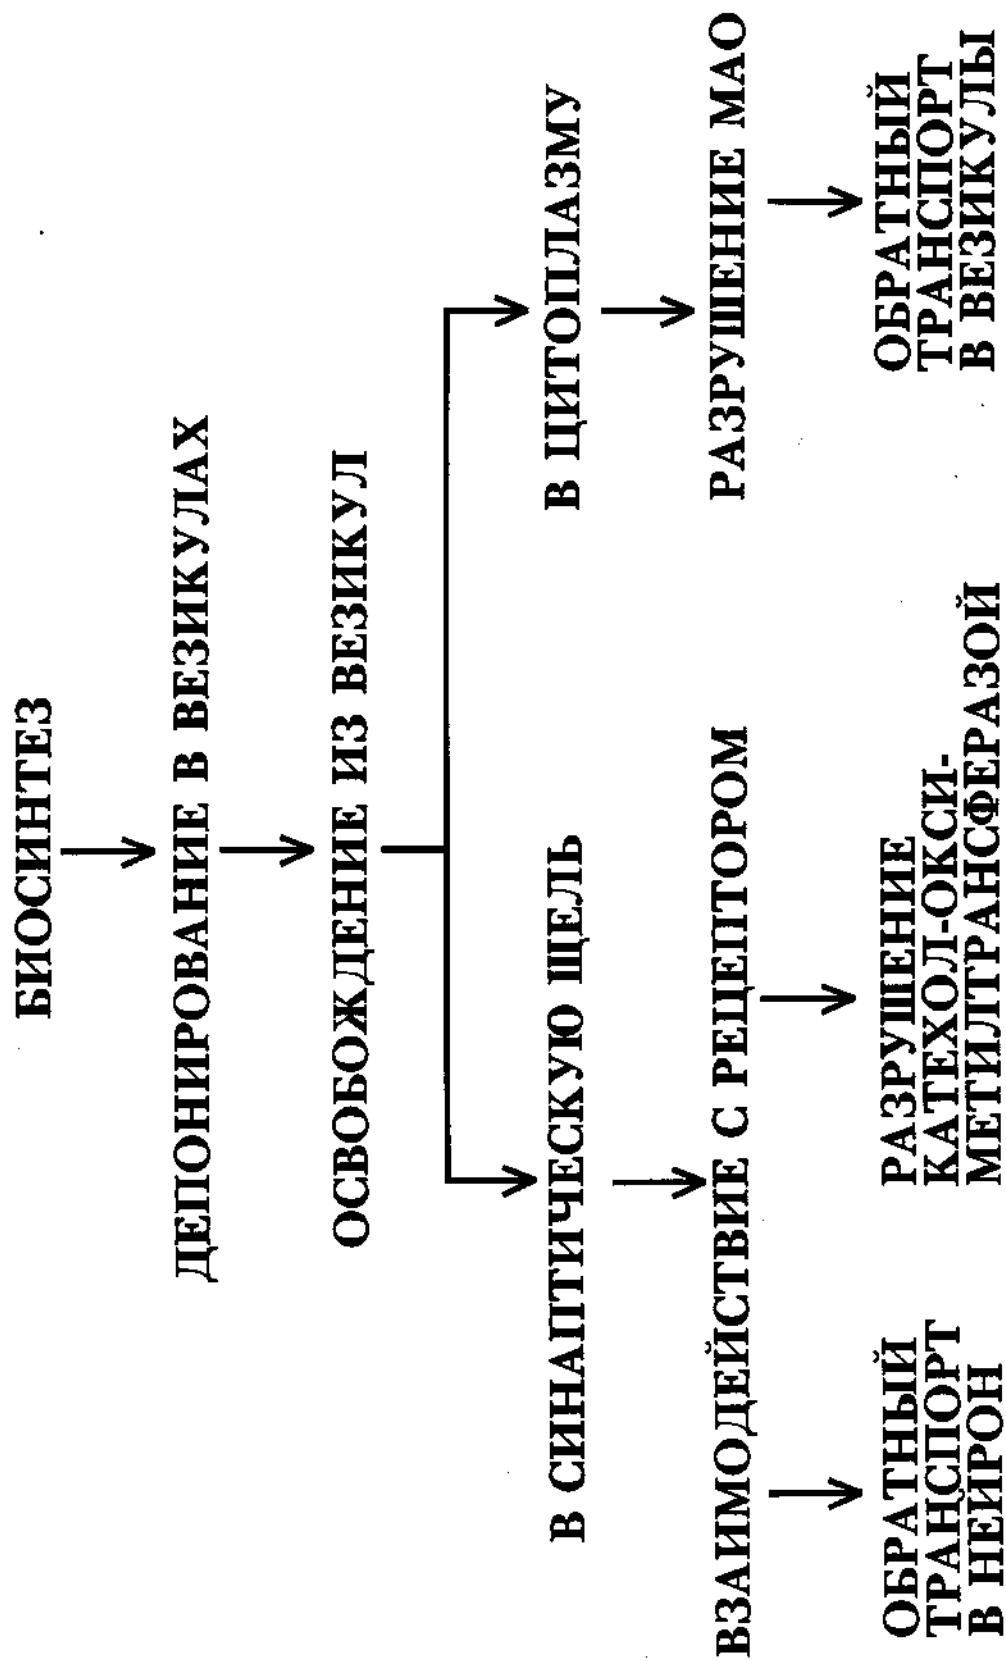 БИОСИНТЕЗ
ДЕПОНИРОВАНИЕ В ВЕЗИКУЛАХ
ОСВОБОЖДЕНИЕ ИЗ ВЕЗИКУЛ
В СИНАПТИЧЕСКУЮ ЩЕЛЬ
В ЦИТОПЛАЗМУ
ВЗАИМОДЕЙСТВИЕ С РЕЦЕПТОРОМ
РАЗРУШЕНИЕ МАО
ОБРАТНЫЙ
ТРАНСПОРТ
В НЕЙРОН
РАЗРУШЕНИЕ
КАТЕХОЛ-ОКСИ-
МЕТИЛТРАНСФЕРАЗОЙ
ОБРАТНЫЙ
ТРАНСПОРТ
В ВЕЗИКУЛЫ